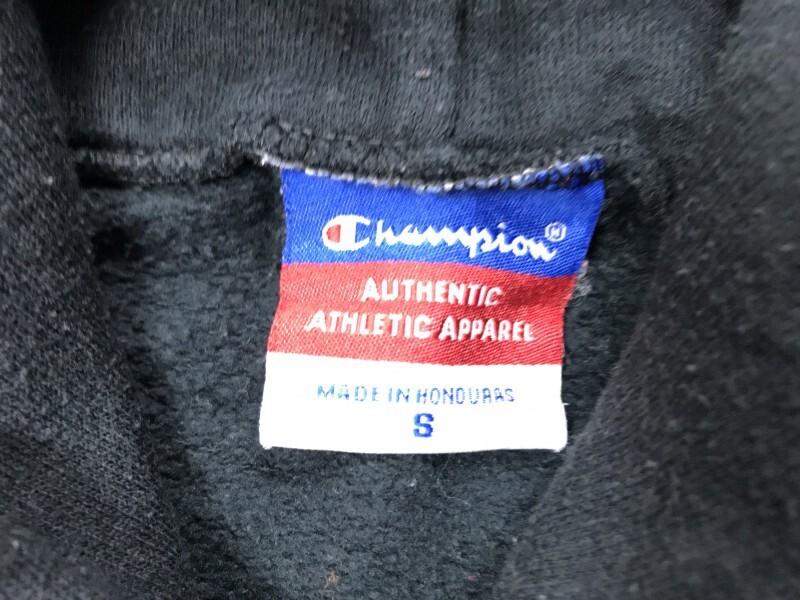 Champion®
AUTHENTIC
ATHLETIC APPAREL
MADE IN HONDURAS
S